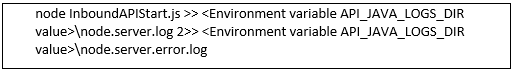 node InboundAPIStart.js >> <Environment variable API_JAVA_LOGS_DIR
value>\node.server.log 2>> <Environment variable API_JAVA_LOGS_DIR
value>\node.server.error.log